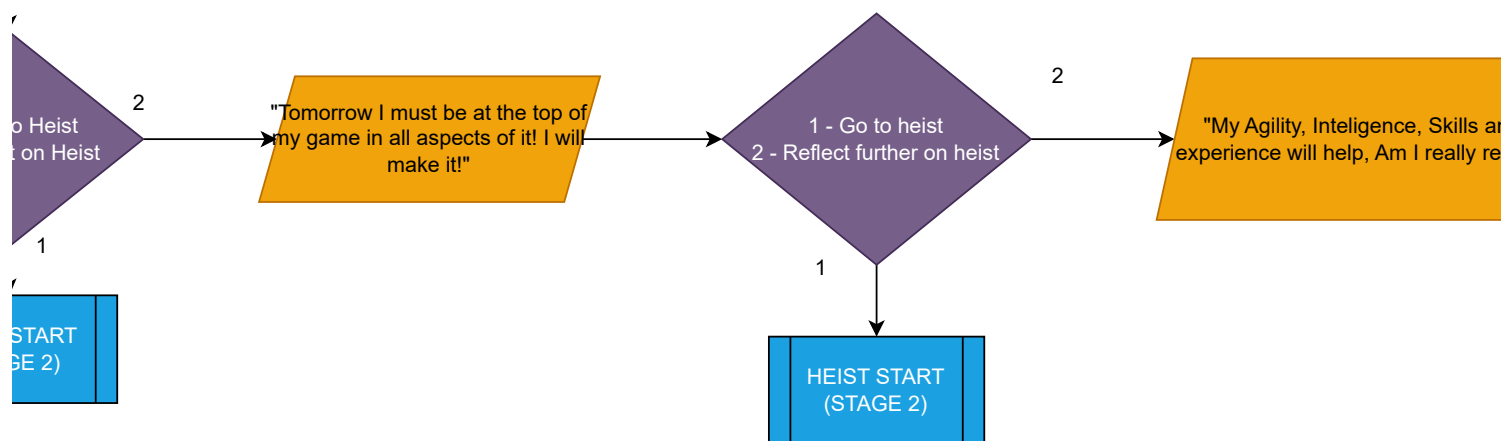 2
o Heist
on Heist
1
START
GE 2)
"Tomorrow I must be at the top of
my game in all aspects of it! I will
make it!"
1 - Go to heist
2 - Reflect further on heist
2
1
HEIST START
(STAGE 2)
"My Agility, Inteligence, Skills
experience will help, Am I really